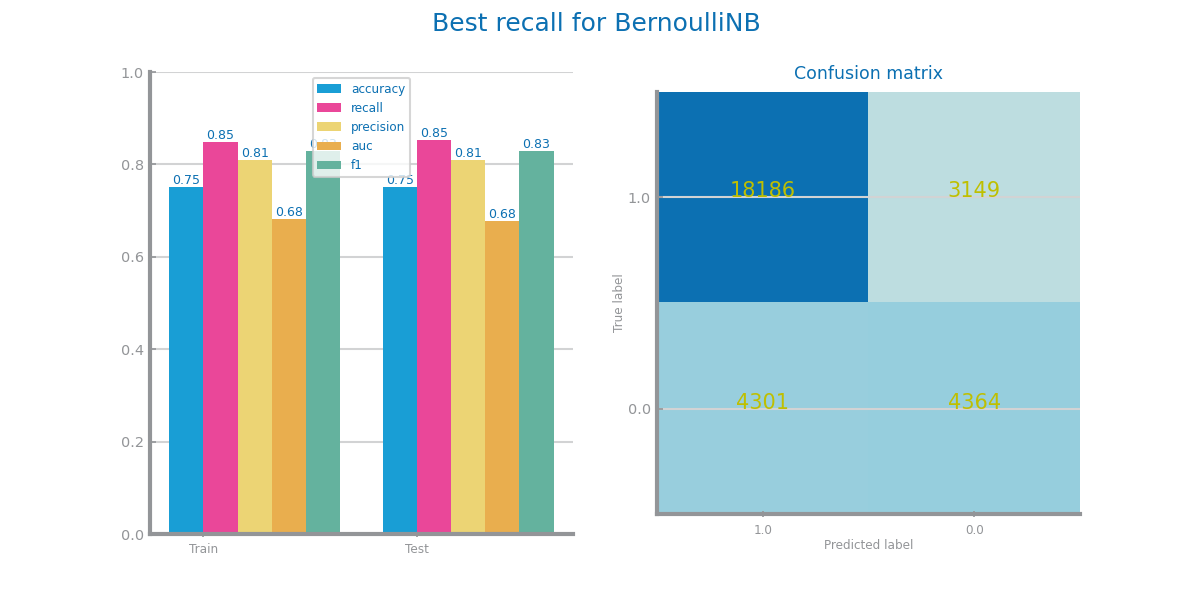 Best recall for BernoulliNB
1.0
0.8
0.6
0.4
0.2
0.0
accuracy
recall
precision
auc
f1
0.75
0.85
0.81
0.68
0.83
0.75
0.85
0.81
0.68
0.83
Train
Test
Confusion matrix
True label
1.0
0.0
18186
3149
4301
4364
1.0
0.0
Predicted label